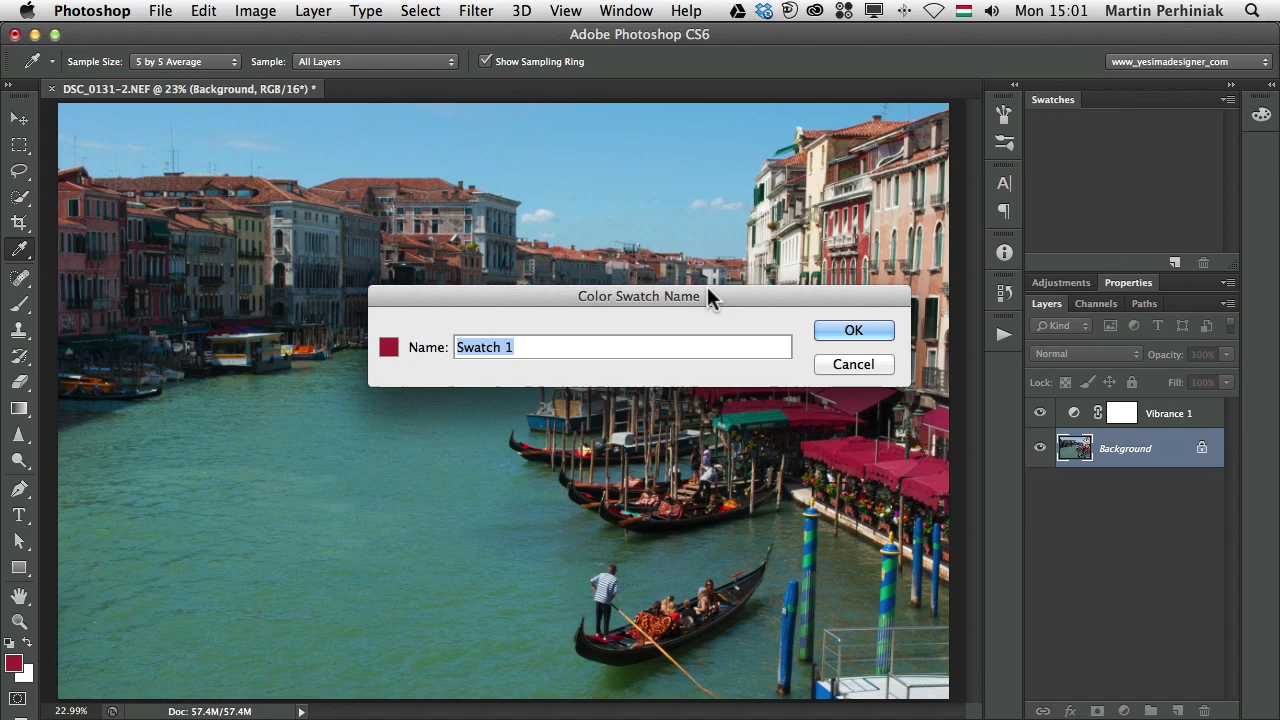 Photoshop File Edit Image Layer Type Select Filter 3D View Window Help Mon 15:01 Martin Perhiniak
Adobe Photoshop CS6
Sample Size: 5 by 5 Average Sample: All Layers Show Sampling Ring www_yesimadesigner_com
DSC_0131-2.NEF @ 23% (Background, RGB/16*) *
Swatches
Color Swatch Name
Name: Swatch 1
OK
Cancel
Adjustments Properties
Layers Channels Paths
Kind
Normal Opacity: 100%
Lock: Fill: 100%
Vibrance 1
Background
22.99% Doc: 57.4M/57.4M